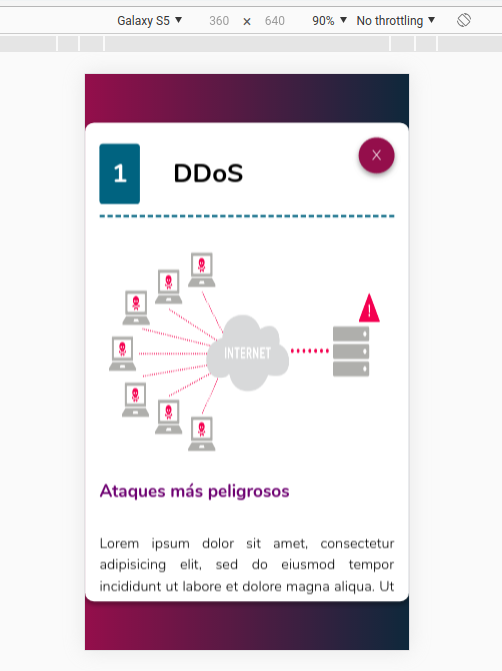 Galaxy S5 ▼ 360 × 640 90% ▼ No throttling ▼
1 DDoS X
INTERNET
!
Ataques más peligrosos
Lorem ipsum dolor sit amet, consectetur
adipisicing elit, sed do eiusmod tempor
incididunt ut labore et dolore magna aliqua. Ut